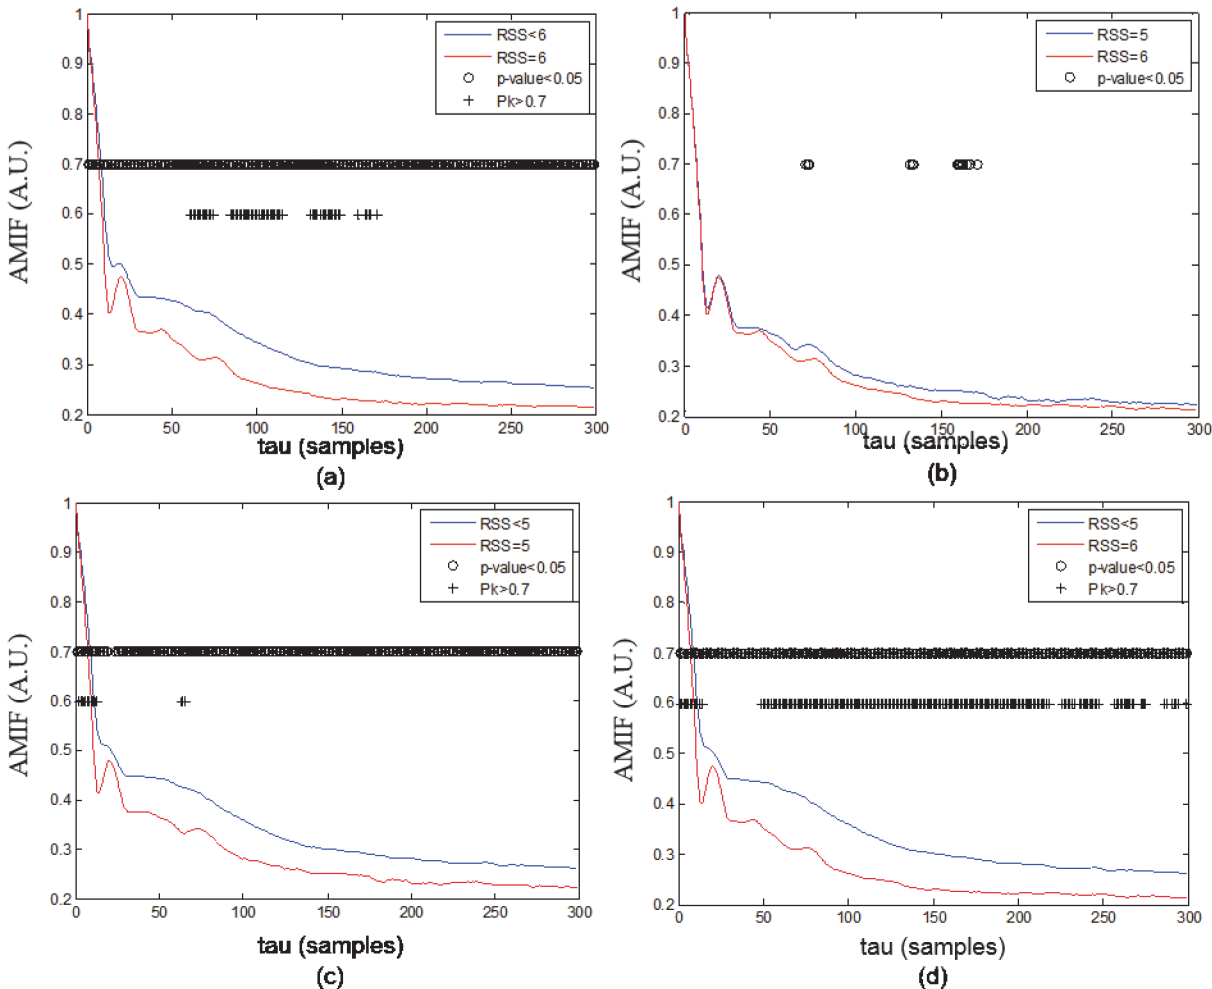 1
0.9
0.8
0.7
0.6
0.5
0.4
0.3
0.2
AMIF (A.U.)
RSS<6
RSS=6
p-value<0.05
Pk>0.7
0 50 100 150 200 250 300
tau (samples)
(a)
1
0.9
0.8
0.7
0.6
0.5
0.4
0.3
0.2
AMIF (A.U.)
RSS=5
RSS=6
p-value<0.05
0 50 100 150 200 250 300
tau (samples)
(b)
1
0.9
0.8
0.7
0.6
0.5
0.4
0.3
0.2
AMIF (A.U.)
RSS<5
RSS=5
p-value<0.05
Pk>0.7
0 50 100 150 200 250 300
tau (samples)
(c)
1
0.9
0.8
0.7
0.6
0.5
0.4
0.3
0.2
AMIF (A.U.)
RSS<5
RSS=6
p-value<0.05
Pk>0.7
0 50 100 150 200 250 300
tau (samples)
(d)